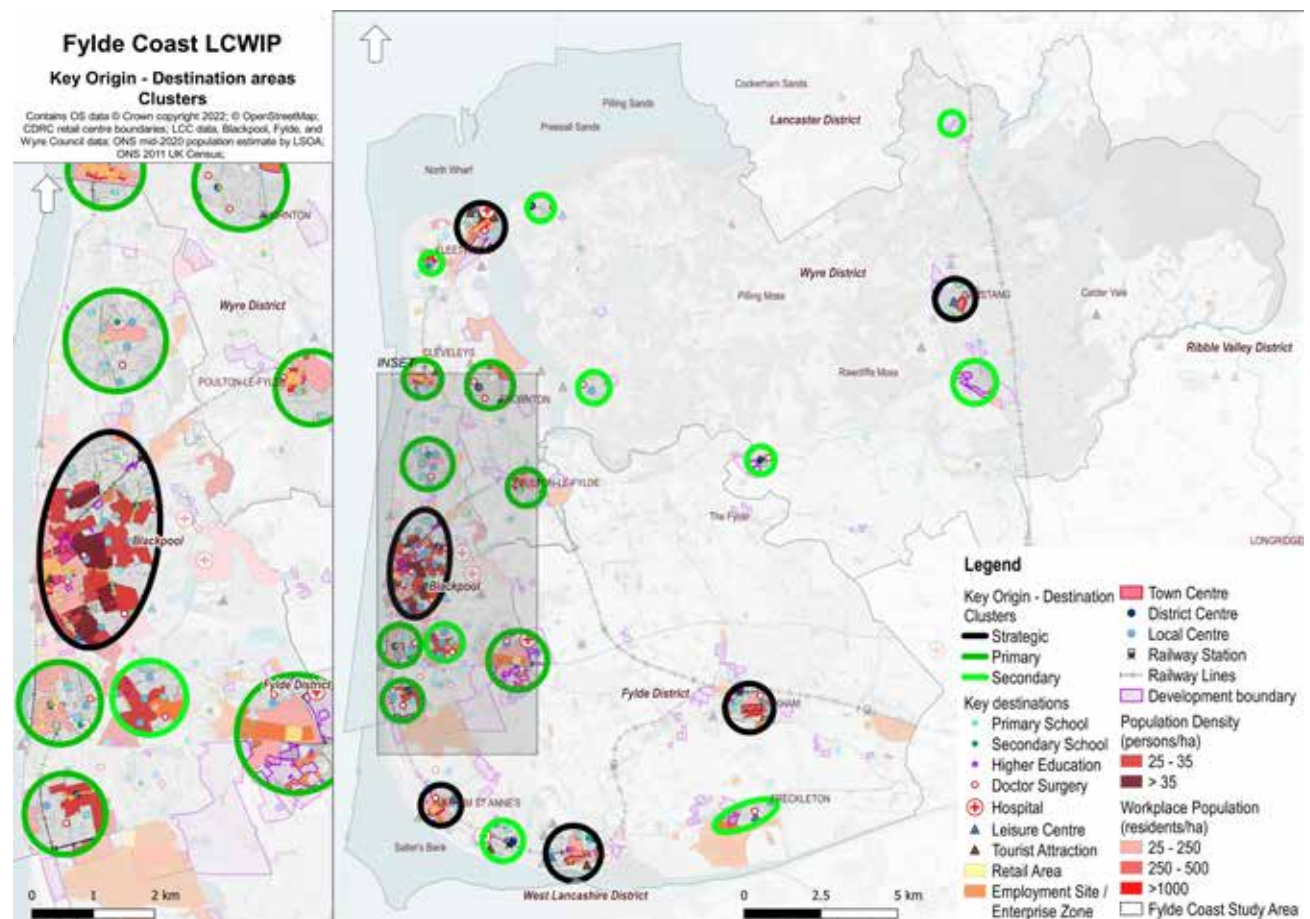 Fylde Coast LCWIP
Key Origin - Destination areas
Clusters
Contains OS data © Crown copyright 2022; © OpenStreetMap;
CDRC retail centre boundaries; LCC data, Blackpool, Fylde, and
Wyre Council data; ONS mid-2020 population estimate by LSOA;
ONS 2011 UK Census;
Wyre District
POULTON-LE-FYLDE
Blackpool
Fylde District
0 1 2 km
Cockerham Sands
Pilling Sands
Preesall Sands
Lancaster District
North Wharf
Wyre District
Pilling Moss
Calder Vale
Ribble Valley District
Rawcliffe Moss
INSET
CLEVELEYS
The Fylde
LONGRIDGE
Blackpool
Fylde District
FRECKLETON
Salter's Bank
West Lancashire District
0 2.5 5 km
Legend
Key Origin - Destination
Clusters
Strategic
Primary
Secondary
Key destinations
Primary School
Secondary School
Higher Education
Doctor Surgery
Hospital
Leisure Centre
Tourist Attraction
Retail Area
Employment Site /
Enterprise Zone
Town Centre
District Centre
Local Centre
Railway Station
Railway Lines
Development boundary
Population Density
(persons/ha)
25 - 35
> 35
Workplace Population
(residents/ha)
25 - 250
250 - 500
>1000
Fylde Coast Study Area